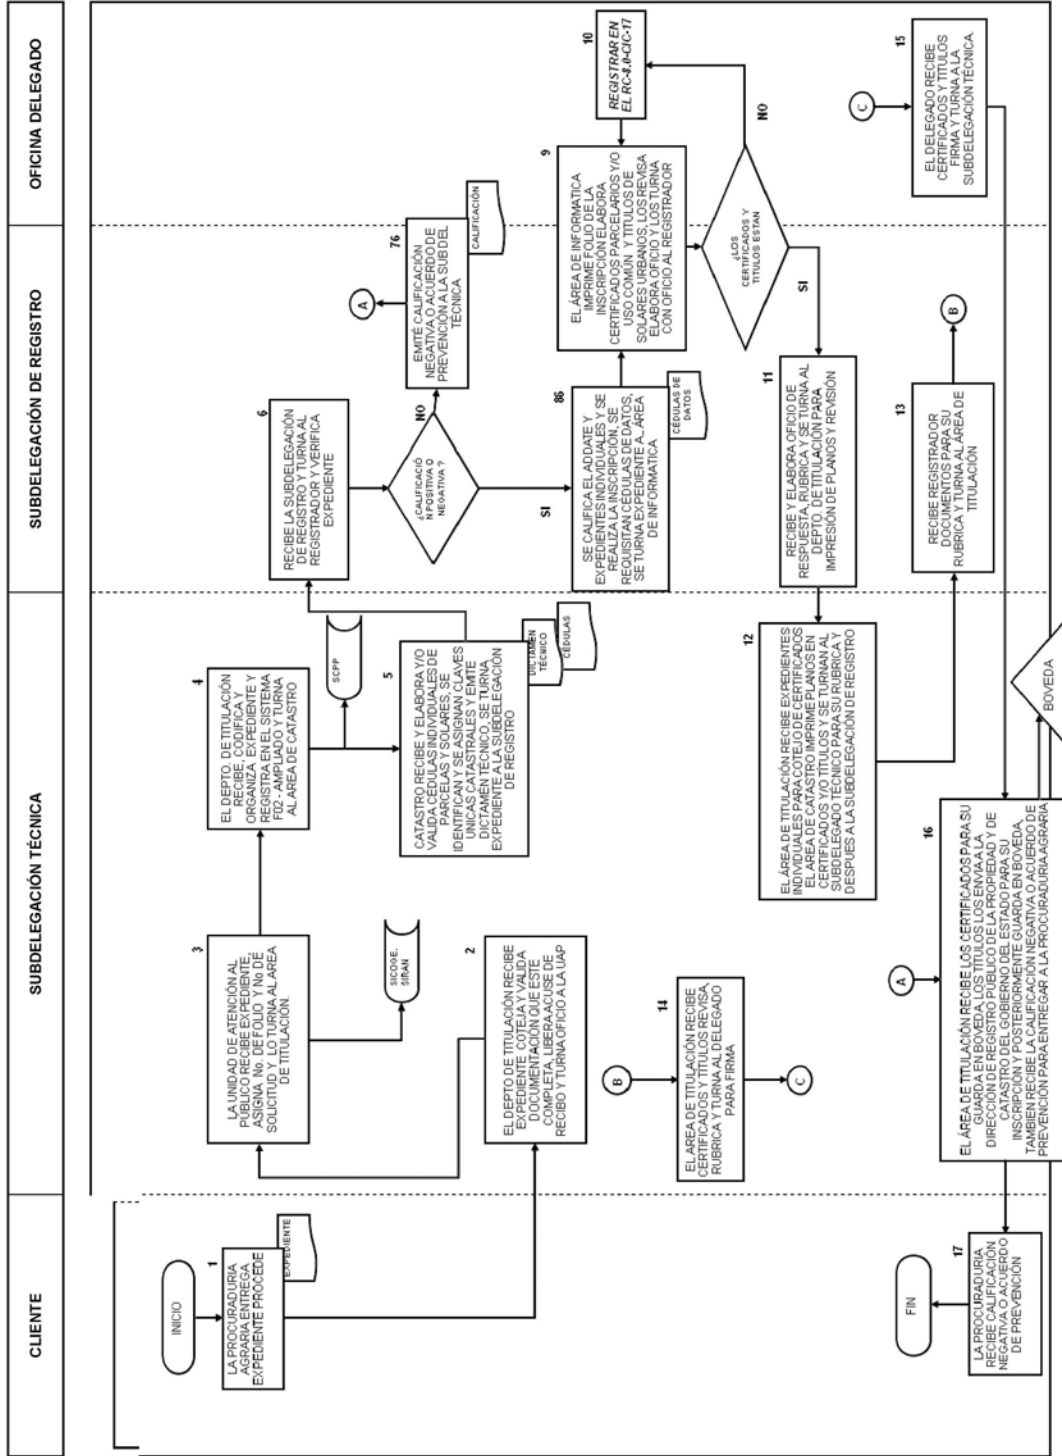 CLIENTE
SUBDELEGACIÓN TÉCNICA
SUBDELEGACIÓN DE REGISTRO
OFICINA DELEGADO
INICIO
1
LA PROCURADURIA
AGRARIA ENTREGA
EXPEDIENTE PROCEDE
EXPEDIENTE
2
EL DEPTO DE TITULACIÓN RECIBE
EXPEDIENTE COTEJA Y VALIDA
DOCUMENTACIÓN QUE ESTE
COMPLETA, LIBERA ACUSE DE
RECIBO Y TURNA OFICIO A LA UAP
3
LA UNIDAD DE ATENCIÓN AL
PÚBLICO RECIBE EXPEDIENTE,
ASIGNA No. DE FOLIO Y No DE
SOLICITUD Y LO TURNA AL AREA
DE TITULACIÓN.
SICOGE,
SIRAN
4
EL DEPTO. DE TITULACIÓN
RECIBE, CODIFICA Y
ORGANIZA, EXPEDIENTE Y
REGISTRA EN EL SISTEMA
F02 - AMPLIADO Y TURNA
AL AREA DE CATASTRO
SCPP
5
CATASTRO RECIBE Y ELABORA Y/O
VALIDA CEDULAS INDIVIDUALES DE
PARCELAS Y SOLARES, SE
IDENTIFICAN Y SE ASIGNAN CLAVES
UNICAS CATASTRALES Y EMITE
DICTAMÉN TÉCNICO, SE TURNA
EXPEDIENTE A LA SUBDELEGACIÓN
DE REGISTRO
DICTAMEN
TÉCNICO
CÉDULAS
6
RECIBE LA SUBDELEGACIÓN
DE REGISTRO Y TURNA AL
REGISTRADOR Y VERIFICA
EXPEDIENTE
¿CALIFICACIÓ
N POSITIVA O
NEGATIVA ?
NO
SI
76
EMITÉ CALIFICACIÓN
NEGATIVA O ACUERDO DE
PREVENCIÓN A LA SUBDEL
TÉCNICA
CALIFICACIÓN
A
86
SE CALIFICA EL ADDATE Y
EXPEDIENTES INDIVIDUALES Y SE
REALIZA LA INSCRIPCIÓN, SE
REQUISITAN CÉDULAS DE DATOS,
SE TURNA EXPEDIENTE AL ÁREA
DE INFORMATICA
CÉDULAS DE
DATOS
9
EL ÁREA DE INFORMATICA
IMPRIME FOLIO DE LA
INSCRIPCIÓN ELABORA
CERTIFICADOS PARCELARIOS Y/O
USO COMÚN Y TITULOS DE
SOLARES URBANOS, LOS REVISA
ELABORA OFICIO Y LOS TURNA
CON OFICIO AL REGISTRADOR
10
REGISTRAR EN
EL RC-8.0-CIC-17
¿LOS
CERTIFICADOS Y
TITULOS ESTAN
NO
SI
11
RECIBE Y ELABORA OFICIO DE
RESPUESTA, RUBRICA Y SE TURNA AL
DEPTO. DE TITULACIÓN PARA
IMPRESIÓN DE PLANOS Y REVISIÓN
12
EL ÁREA DE TITULACIÓN RECIBE EXPEDIENTES
INDIVIDUALES PARA COTEJO DE CERTIFICADOS
EL AREA DE CATASTRO IMPRIME PLANOS EN
CERTIFICADOS Y/O TÍTULOS Y SE TURNAN AL
SUBDELEGADO TÉCNICO PARA SU RUBRICA Y
DESPUES A LA SUBDELEGACIÓN DE REGISTRO
13
RECIBE REGISTRADOR
DOCUMENTOS PARA SU
RUBRICA Y TURNA AL ÁREA DE
TITULACIÓN
B
B
14
EL AREA DE TITULACIÓN RECIBE
CERTIFICADOS Y TITULOS REVISA,
RUBRICA Y TURNA AL DELEGADO
PARA FIRMA
C
C
15
EL DELEGADO RECIBE
CERTIFICADOS Y TITULOS
FIRMA Y TURNA A LA
SUBDELEGACIÓN TÉCNICA.
A
16
EL ÁREA DE TITULACIÓN RECIBE LOS CERTIFICADOS PARA SU
GUARDA EN BOVEDA, LOS TITULOS LOS ENVIA A LA
DIRECCIÓN DE REGISTRO PUBLICO DE LA PROPIEDAD Y DE
CATASTRO DEL GOBIERNO DEL ESTADO PARA SU
INSCRIPCION Y POSTERIORMENTE GUARDA EN BOVEDA,
TAMBIEN RECIBE LA CALIFICACIÓN NEGATIVA O ACUERDO DE
PREVENCIÓN PARA ENTREGAR A LA PROCURADURIA AGRARIA
BOVEDA
17
LA PROCURADURIA
RECIBE CALIFICACIÓN
NEGATIVA O ACUERDO
DE PREVENCIÓN
FIN